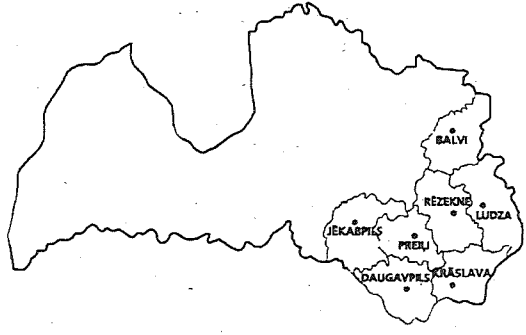 BALVI
RĒZEKNE
LUDZA
JĒKABPILS
PREIĻI
DAUGAVPILS
KRĀSLAVA